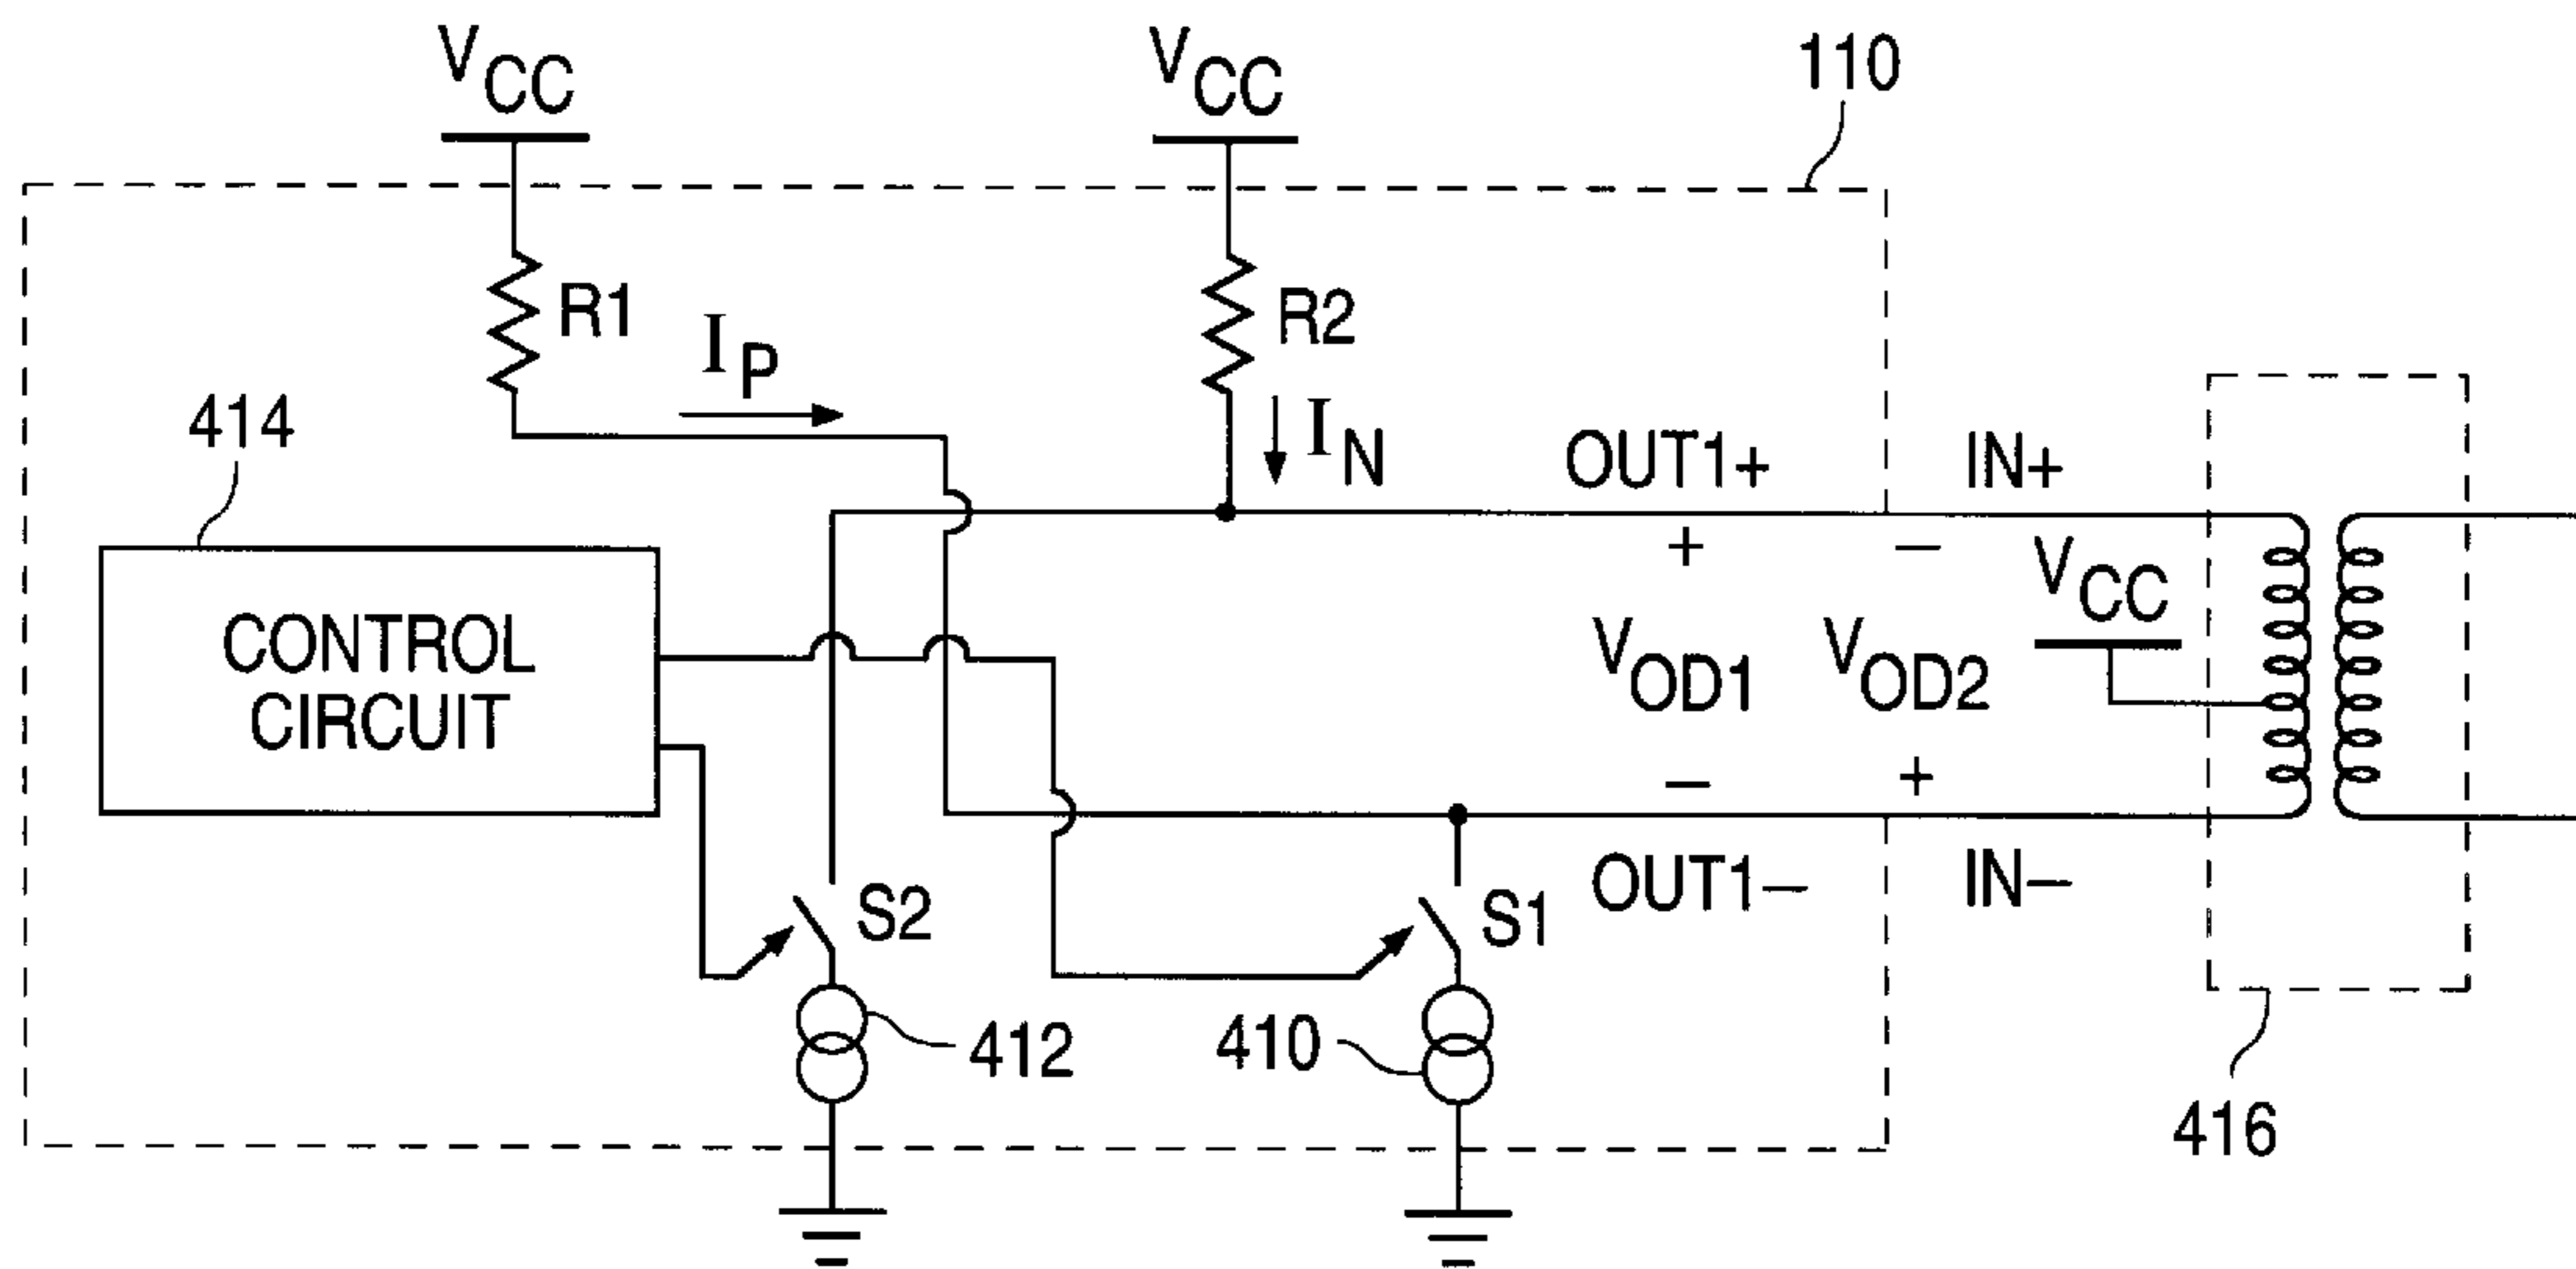 VCC
VCC
110
R1
R2
IP
IN
414
OUT1+
IN+
+
−
VCC
CONTROL
CIRCUIT
VOD1
VOD2
−
+
OUT1−
IN−
S2
S1
412
410
416